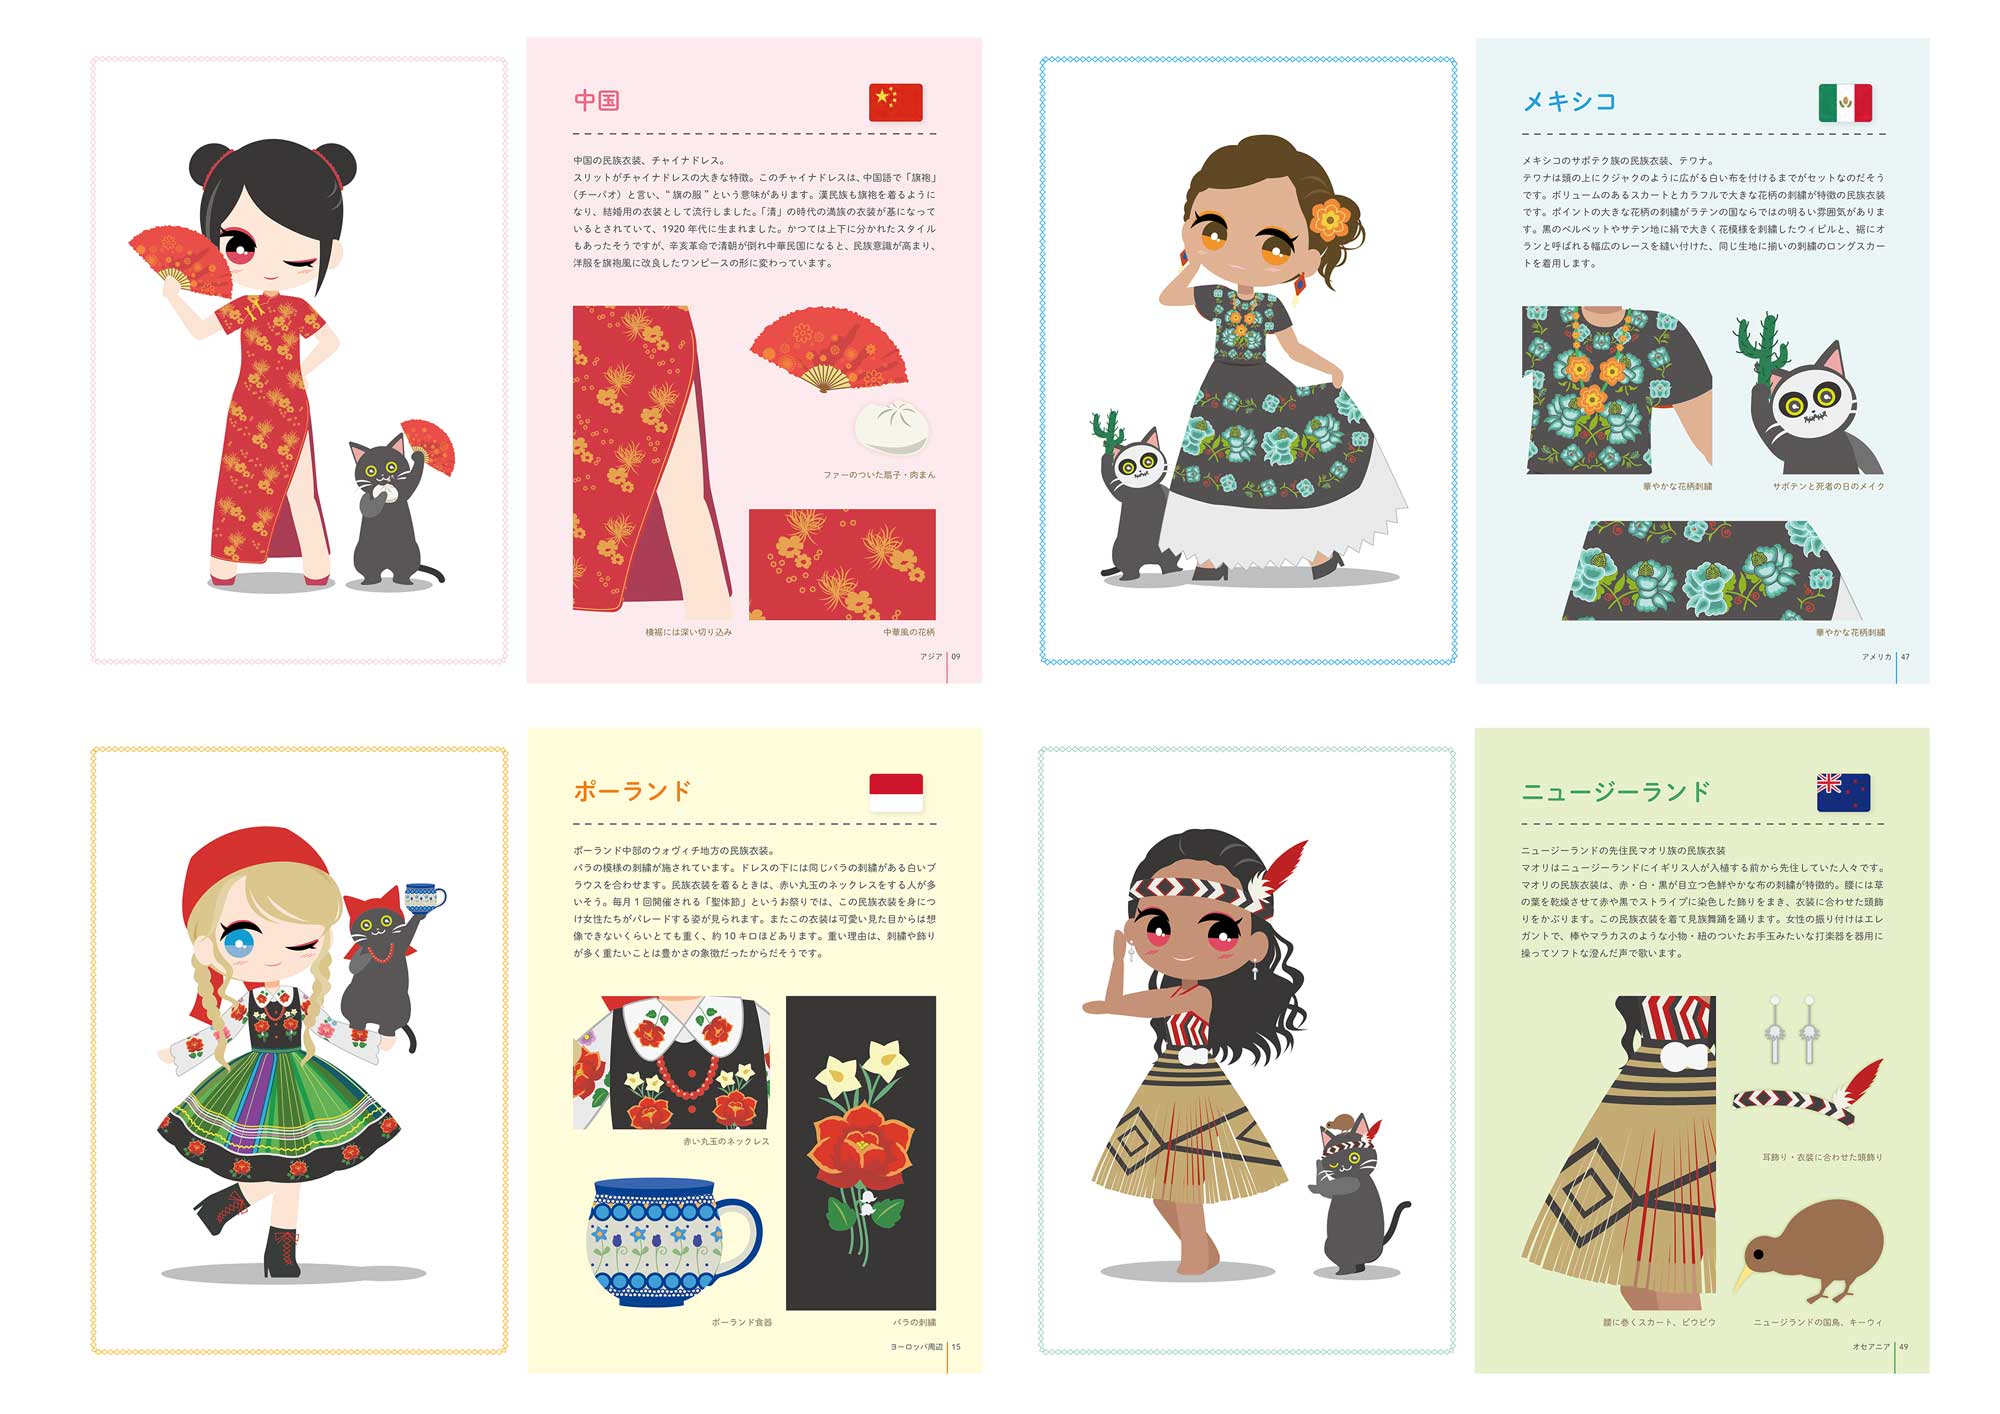 中国
中国の民族衣装、チャイナドレス。
スリットがチャイナドレスの大きな特徴。このチャイナドレスは、中国語で「旗袍」
（チーパオ）と言い、“ 旗の服 ” という意味があります。漢民族も旗袍を着るように
なり、結婚用の衣装として流行しました。「清」の時代の満族の衣装が基になって
いるとされていて、1920 年代に生まれました。かつては上下に分かれたスタイル
もあったそうですが、辛亥革命で清朝が倒れ中華民国になると、民族意識が高まり、
洋服を旗袍風に改良したワンピースの形に変わっています。
ファーのついた扇子・肉まん
横裾には深い切り込み
中華風の花柄
アジア 09
メキシコ
メキシコのサポテク族の民族衣装、テワナ。
テワナは頭の上にクジャクのように広がる白い布を付けるまでがセットなのだそう
です。ボリュームのあるスカートとカラフルで大きな花柄の刺繍が特徴の民族衣装
です。ポイントの大きな花柄の刺繍がラテンの国ならではの明るい雰囲気がありま
す。黒のベルベットやサテン地に絹で大きく花模様を刺繍したウィピルと、裾にオ
ランと呼ばれる幅広のレースを縫い付けた、同じ生地に揃いの刺繍のロングスカー
トを着用します。
華やかな花柄刺繍
サボテンと死者の日のメイク
華やかな花柄刺繍
アメリカ 47
ポーランド
ポーランド中部のウォヴィチ地方の民族衣装。
バラの模様の刺繍が施されています。ドレスの下には同じバラの刺繍がある白いブ
ラウスを合わせます。民族衣装を着るときは、赤い丸玉のネックレスをする人が多
いそう。毎月 1 回開催される「聖体節」というお祭りでは、この民族衣装を身につ
け女性たちがパレードする姿が見られます。またこの衣装は可愛い見た目からは想
像できないくらいとても重く、約 10 キロほどあります。重い理由は、刺繍や飾り
が多く重たいことは豊かさの象徴だったからだそうです。
赤い丸玉のネックレス
ポーランド食器
バラの刺繍
ヨーロッパ周辺 15
ニュージーランド
ニュージーランドの先住民マオリ族の民族衣装
マオリはニュージーランドにイギリス人が入植する前から先住していた人々です。
マオリの民族衣装は、赤・白・黒が目立つ色鮮やかな布の刺繍が特徴的。腰には草
の葉を乾燥させて赤や黒でストライプに染色した飾りをまき、衣装に合わせた頭飾
りをかぶります。この民族衣装を着て見族舞踊を踊ります。女性の振り付けはエレ
ガントで、棒やマラカスのような小物・紐のついたお手玉みたいな打楽器を器用に
操ってソフトな澄んだ声で歌います。
耳飾り・衣装に合わせた頭飾り
腰に巻くスカート、ピウピウ
ニュージランドの国鳥、キーウィ
オセアニア 49